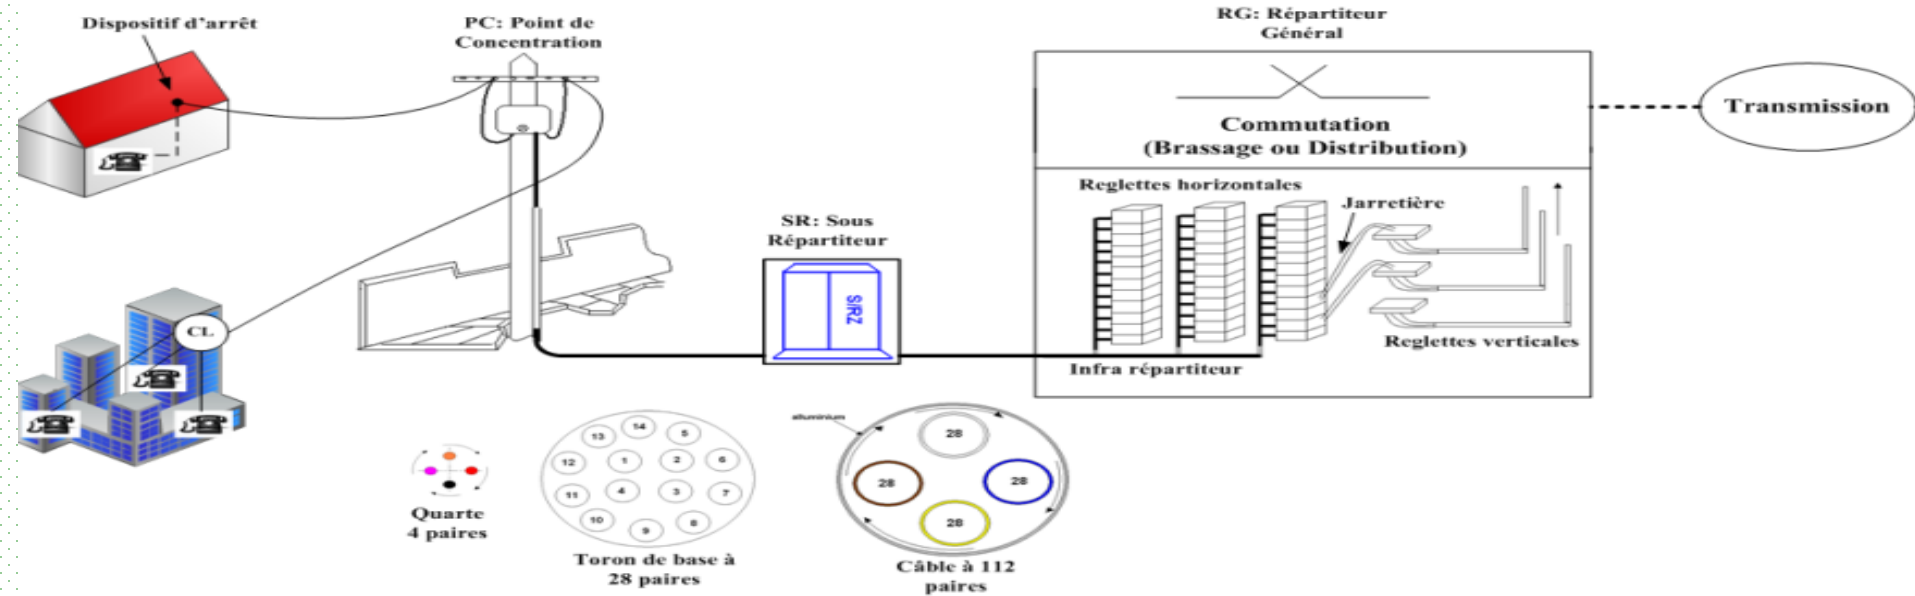 Dispositif d'arrêt
PC: Point de
Concentration
RG: Répartiteur
Général
Commutation
(Brassage ou Distribution)
Transmission
Reglettes horizontales
Jarretière
SR: Sous
Répartiteur
S/RZ
Reglettes verticales
Infra répartiteur
CL
Quarte
4 paires
14
13
5
12
1
2
6
11
4
3
7
10
8
9
Toron de base à
28 paires
alluminium
28
28
28
28
Câble à 112
paires